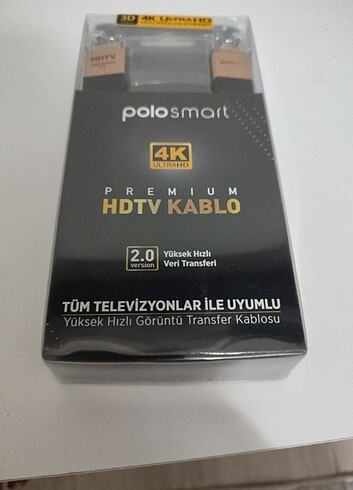 3D 4K ULTRAHD
HDTV
polo
polosmart
4K
ULTRAHD
PREMIUM
HDTV KABLO
2.0
version
Yüksek Hızlı
Veri Transferi
TÜM TELEVİZYONLAR İLE UYUMLU
Yüksek Hızlı Görüntü Transfer Kablosu